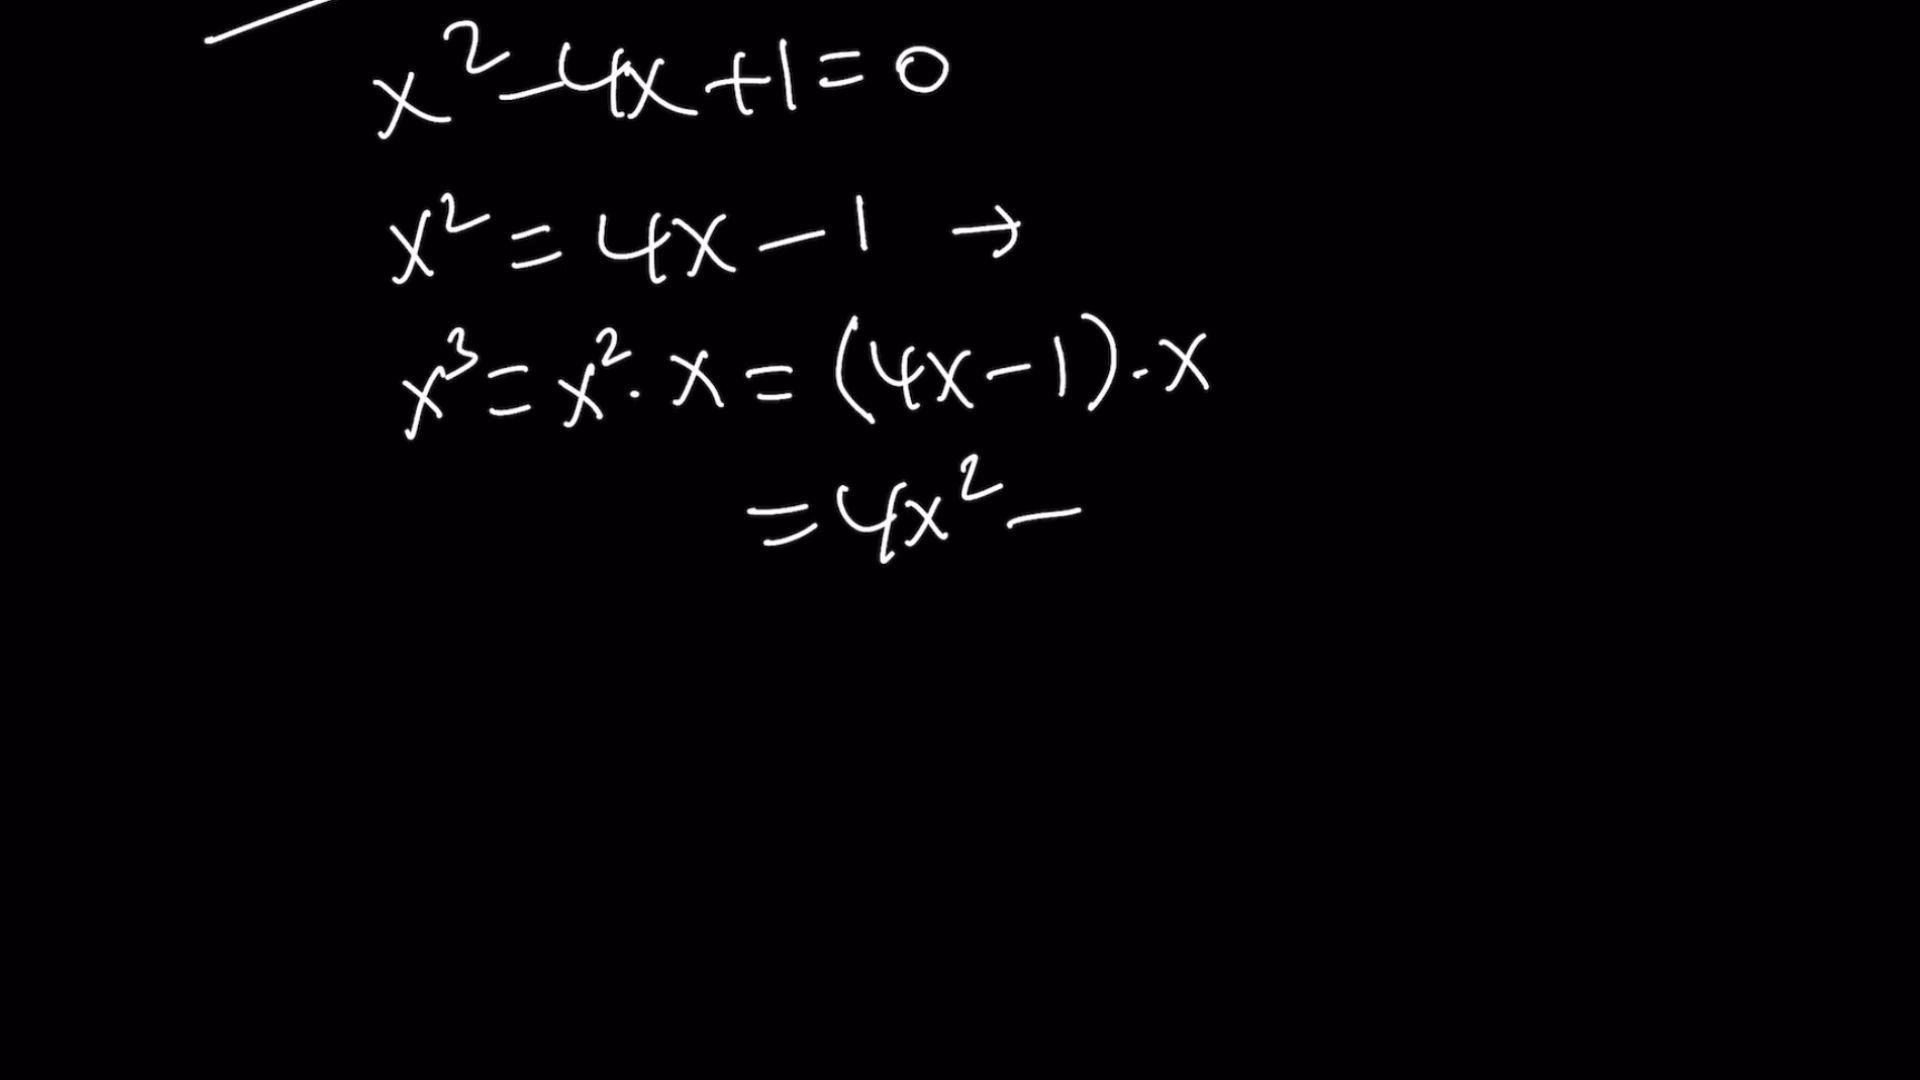 x² - 4x + 1 = 0
x² = 4x - 1 →
x³ = x² · x = (4x - 1) · x
= 4x² -